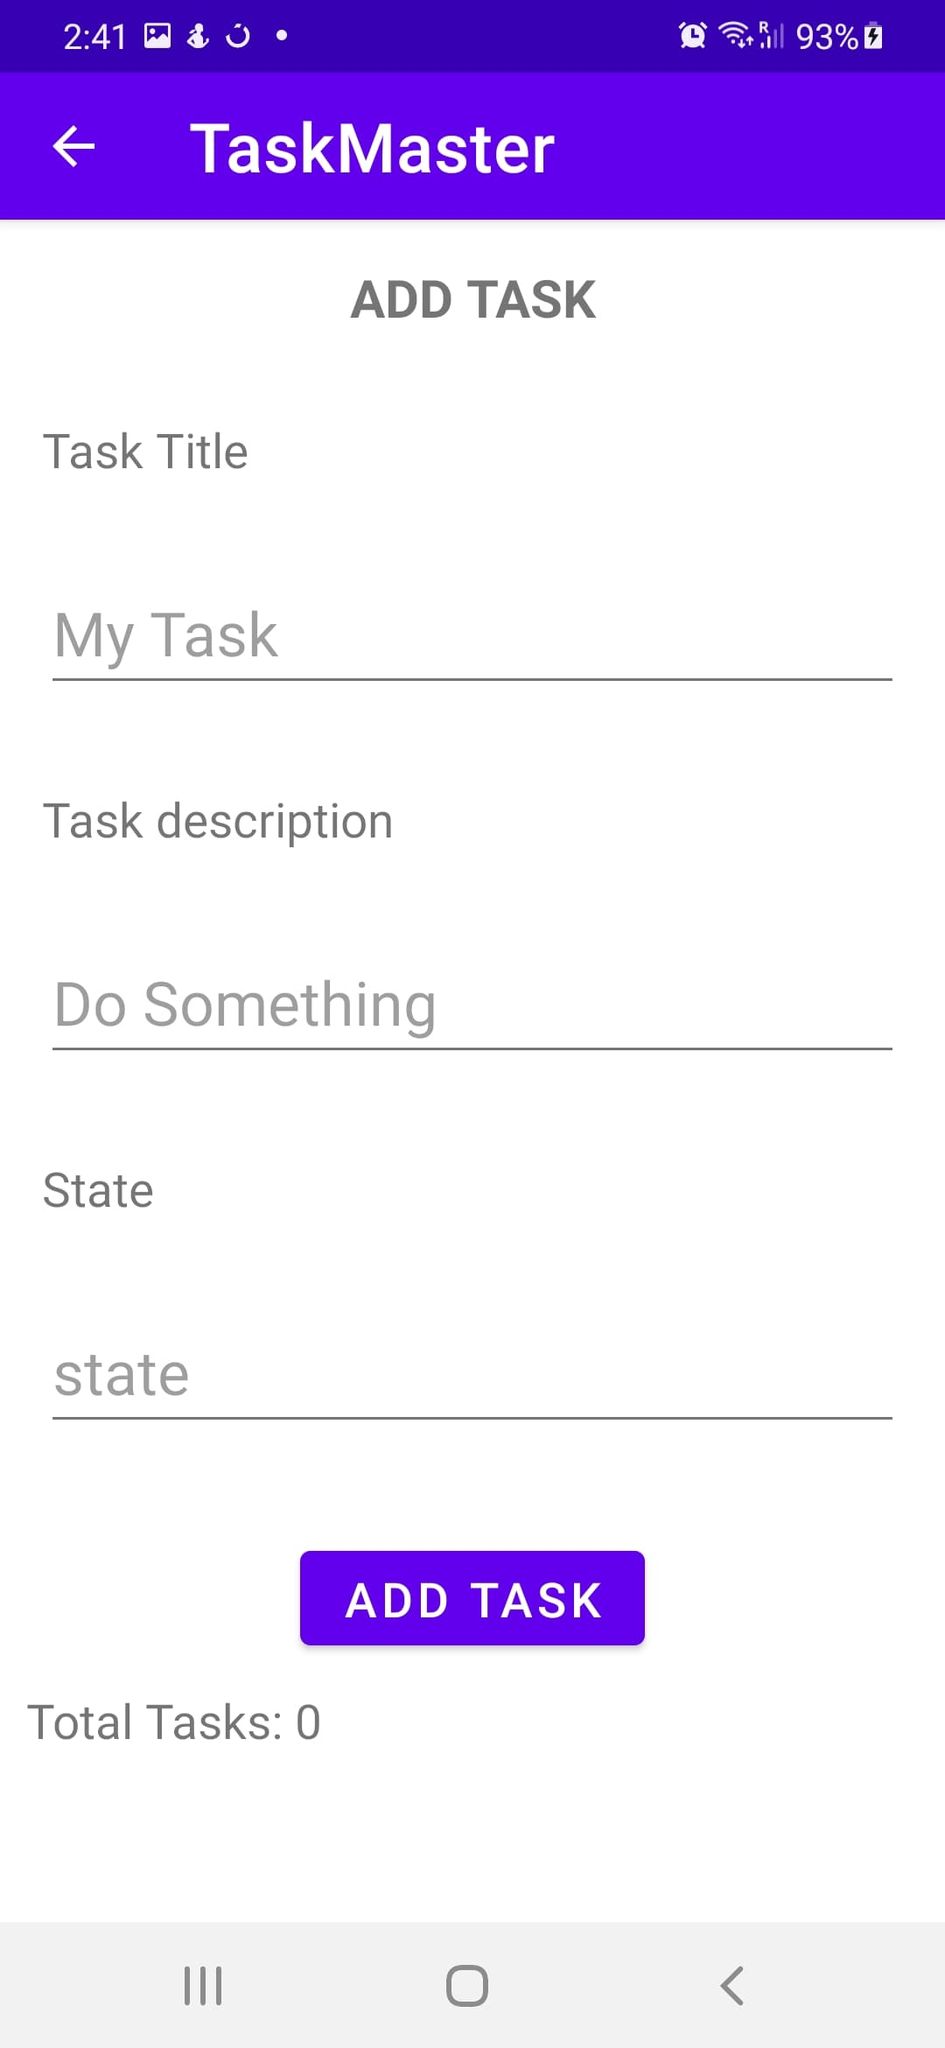 2:41 93%
TaskMaster
ADD TASK
Task Title
My Task
Task description
Do Something
State
state
ADD TASK
Total Tasks: 0